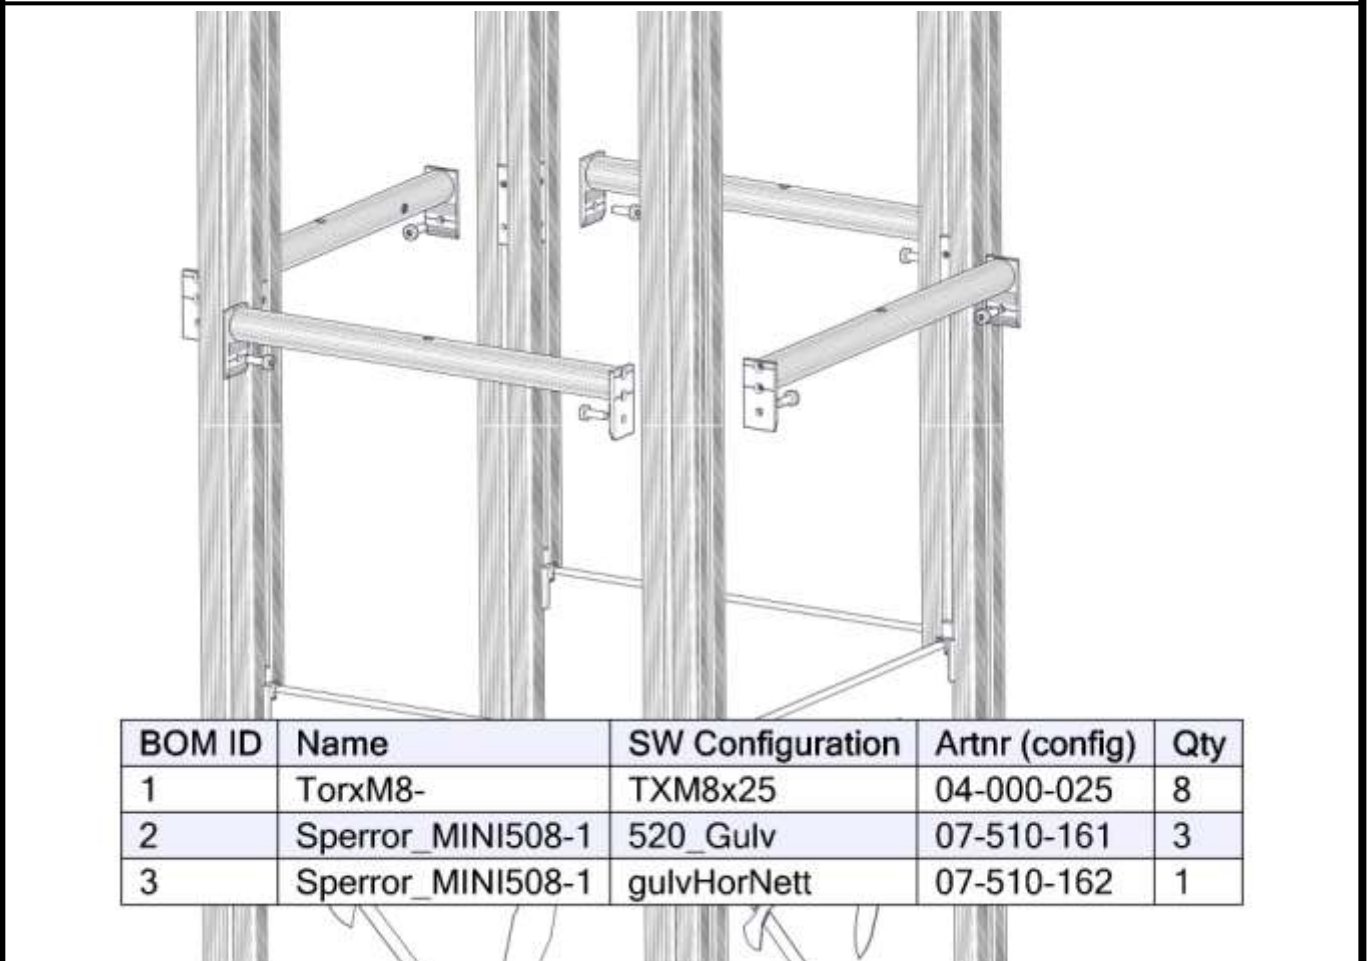 BOM ID Name SW Configuration Artnr (config) Qty
1 TorxM8- TXM8x25 04-000-025 8
2 Sperror_MINI508-1 520_Gulv 07-510-161 3
3 Sperror_MINI508-1 gulvHorNett 07-510-162 1